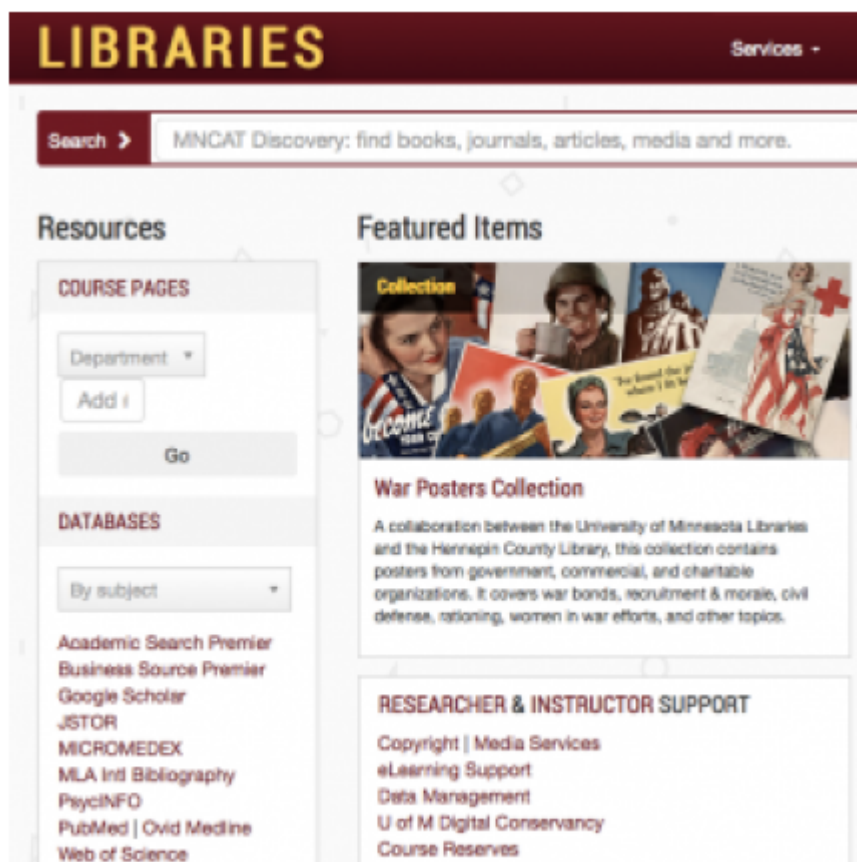 LIBRARIES
Services
Search
MNCAT Discovery: find books, journals, articles, media and more.
Resources
COURSE PAGES
Department
Add
Go
DATABASES
By subject
Academic Search Premier
Business Source Premier
Google Scholar
JSTOR
MICROMEDEX
MLA Intl Bibliography
PsycINFO
PubMed | Ovid Medline
Web of Science
Featured Items
Collection
become
War Posters Collection
A collaboration between the University of Minnesota Libraries
and the Hennepin County Library, this collection contains
posters from government, commercial, and charitable
organizations. It covers war bonds, recruitment & morale, civil
defense, rationing, women in war efforts, and other topics.
RESEARCHER & INSTRUCTOR SUPPORT
Copyright | Media Services
eLearning Support
Data Management
U of M Digital Conservancy
Course Reserves